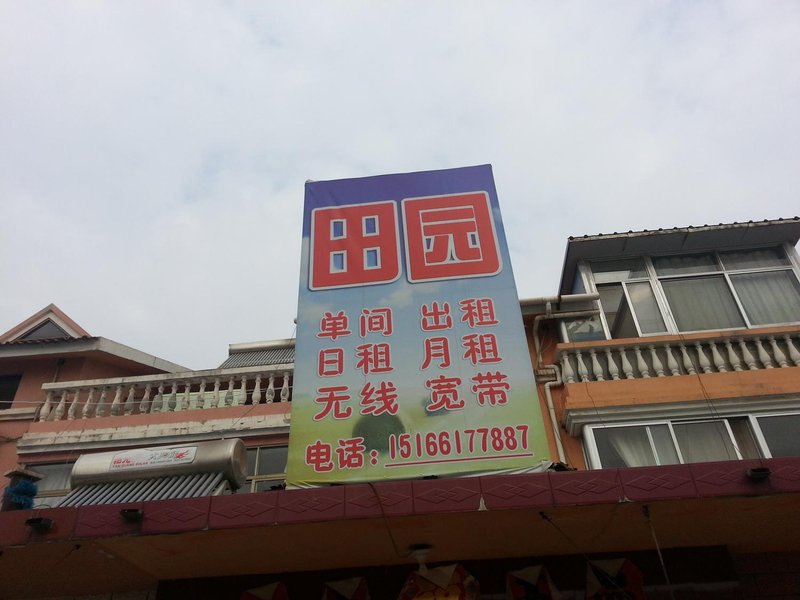 田园
单间 出租
日租 月租
无线 宽带
电话：15166177887